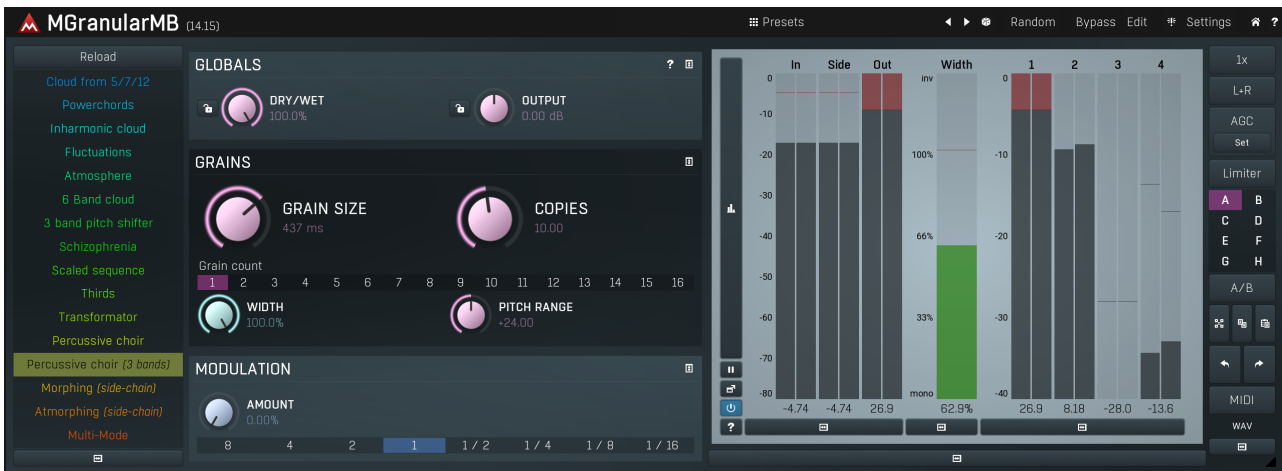 MGranularMB (14.15)
Presets
Random Bypass Edit Settings ?
Reload
Cloud from 5/7/12
Powerchords
Inharmonic cloud
Fluctuations
Atmosphere
6 Band cloud
3 band pitch shifter
Schizophrenia
Scaled sequence
Thirds
Transformator
Percussive choir
Percussive choir (3 bands)
Morphing (side-chain)
Atmorphing (side-chain)
Multi-Mode
GLOBALS ?
DRY/WET
100.0%
OUTPUT
0.00 dB
GRAINS
GRAIN SIZE
437 ms
COPIES
10.00
Grain count
1 2 3 4 5 6 7 8 9 10 11 12 13 14 15 16
WIDTH
100.0%
PITCH RANGE
+24.00
MODULATION
AMOUNT
0.00%
8 4 2 1 1 / 2 1 / 4 1 / 8 1 / 16
In Side Out Width 1 2 3 4
0 inv 0
-10
-20 100% -10
-30
-40 66% -20
-50
-60 33% -30
-70
-80 mono -40
-4.74 -4.74 26.9 62.9% 26.9 8.18 -28.0 -13.6
?
1x
L+R
AGC
Set
Limiter
A B
C D
E F
G H
A/B
MIDI
WAV